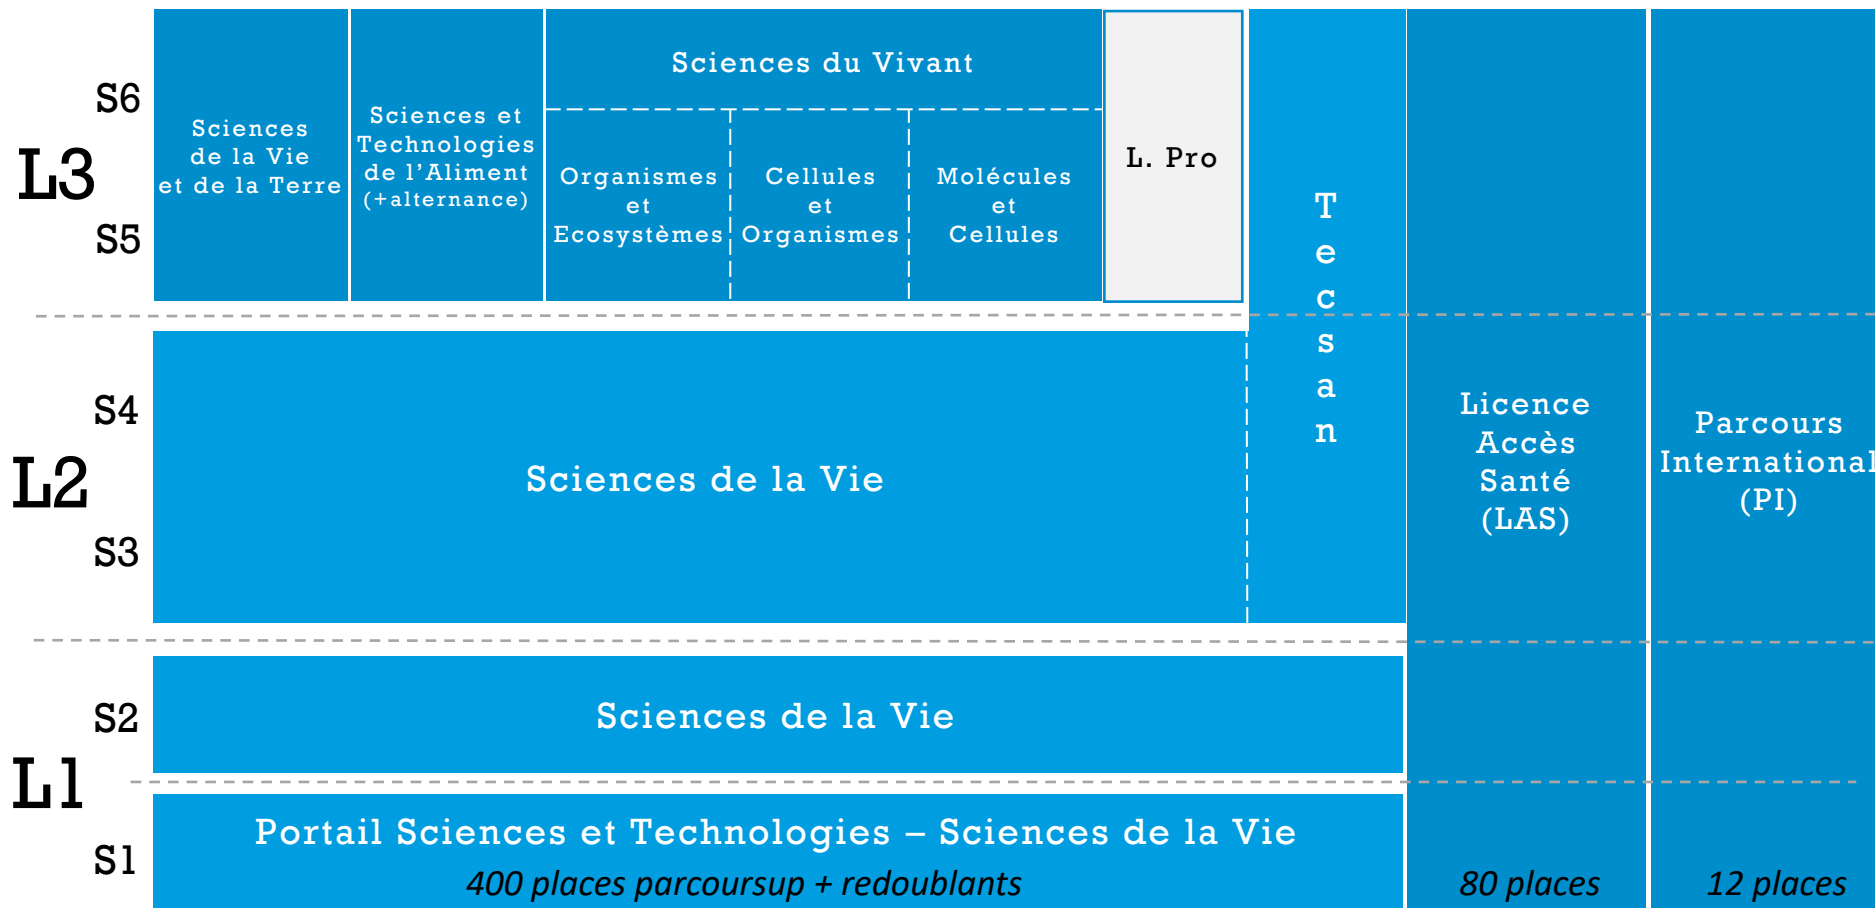 S6
L3
S5
Sciences
de la Vie
et de la Terre
Sciences et
Technologies
de l’Aliment
(+alternance)
Sciences du Vivant
Organismes
et
Ecosystèmes
Cellules
et
Organismes
Molécules
et
Cellules
L. Pro
T
e
c
s
a
n
S4
L2
S3
Sciences de la Vie
Licence
Accès
Santé
(LAS)
Parcours
International
(PI)
S2
L1
S1
Sciences de la Vie
Portail Sciences et Technologies – Sciences de la Vie
400 places parcoursup + redoublants
80 places
12 places